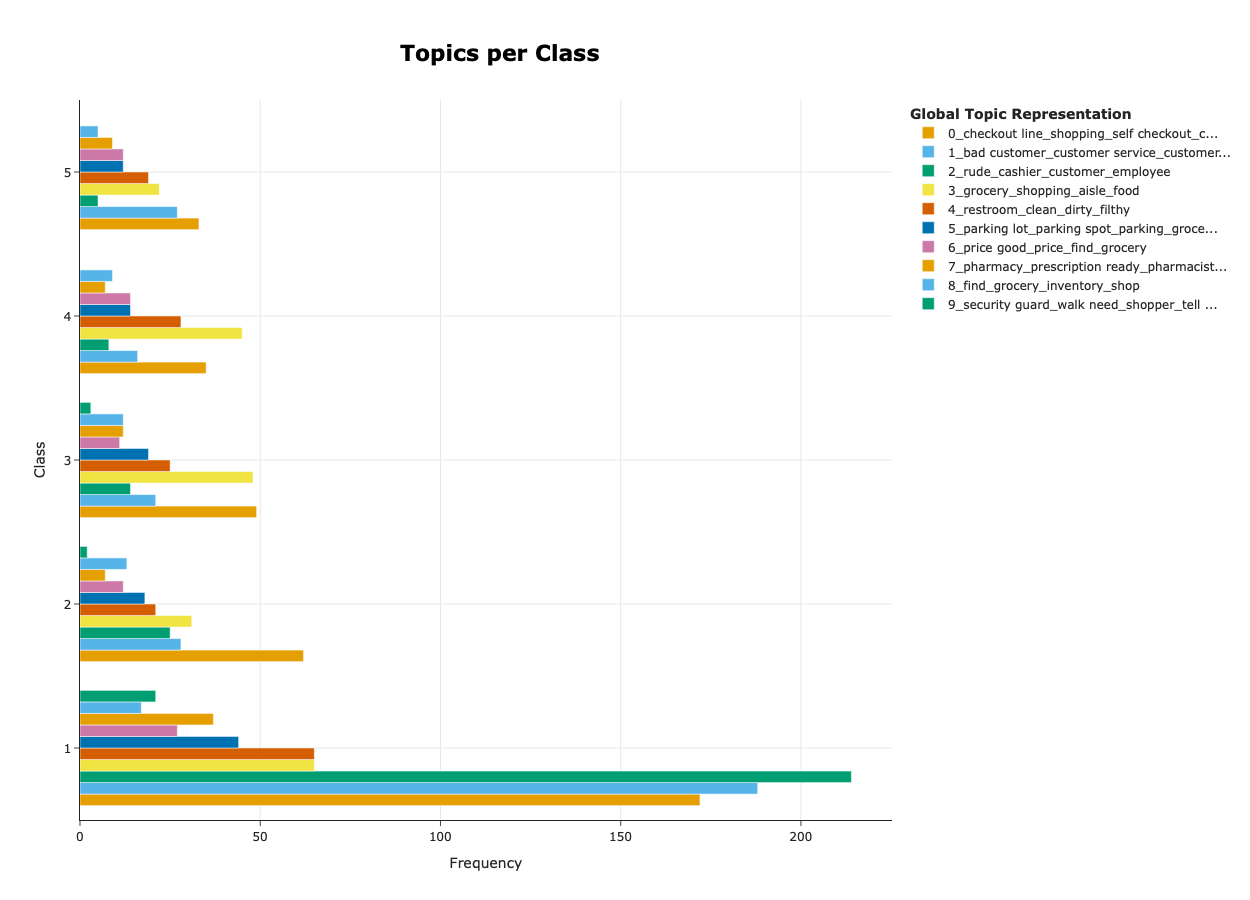 Topics per Class
Global Topic Representation
0_checkout line_shopping_self checkout_c...
1_bad customer_customer service_customer...
2_rude_cashier_customer_employee
3_grocery_shopping_aisle_food
4_restroom_clean_dirty_filthy
5_parking lot_parking spot_parking_groce...
6_price good_price_find_grocery
7_pharmacy_prescription ready_pharmacist...
8_find_grocery_inventory_shop
9_security guard_walk need_shopper_tell ...
Class
5
4
3
2
1
0
50
100
150
200
Frequency